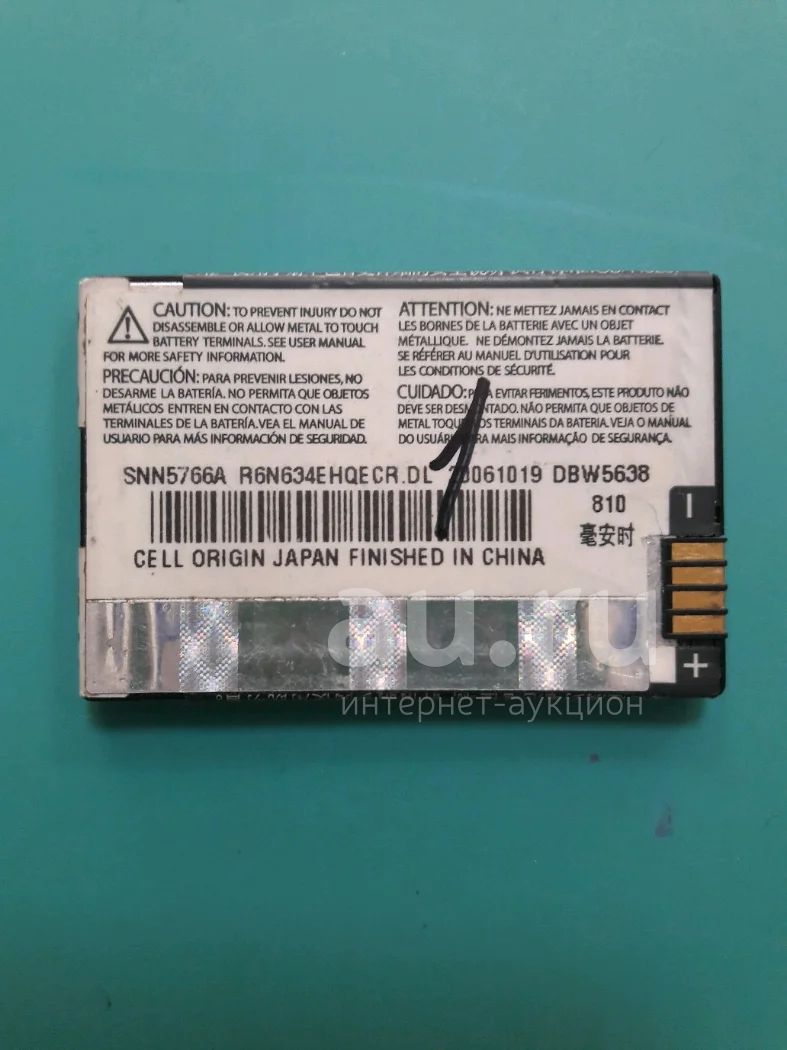 CAUTION: TO PREVENT INJURY DO NOT
DISASSEMBLE OR ALLOW METAL TO TOUCH
BATTERY TERMINALS. SEE USER MANUAL
FOR MORE SAFETY INFORMATION.
PRECAUCIÓN: PARA PREVENIR LESIONES, NO
DESARME LA BATERÍA. NO PERMITA QUE OBJETOS
METÁLICOS ENTREN EN CONTACTO CON LAS
TERMINALES DE LA BATERÍA. VEA EL MANUAL DE
USUARIO PARA MÁS INFORMACIÓN DE SEGURIDAD.
ATTENTION: NE METTEZ JAMAIS EN CONTACT
LES BORNES DE LA BATTERIE AVEC UN OBJET
MÉTALLIQUE. NE DÉMONTEZ JAMAIS LA BATTERIE.
SE RÉFÉRER AU MANUEL D'UTILISATION POUR
LES CONDITIONS DE SÉCURITÉ.
CUIDADO: PARA EVITAR FERIMENTOS, ESTE PRODUTO NÃO
DEVE SER DESMONTADO. NÃO PERMITA QUE OBJETOS DE
METAL TOQUEM OS TERMINAIS DA BATERIA. VEJA O MANUAL
DO USUÁRIO PARA MAIS INFORMAÇÃO DE SEGURANÇA.
1
SNN5766A R6N634EHQECR.DL 20061019 DBW5638
810
毫安时
CELL ORIGIN JAPAN FINISHED IN CHINA
–
+
au.ru
интернет-аукцион